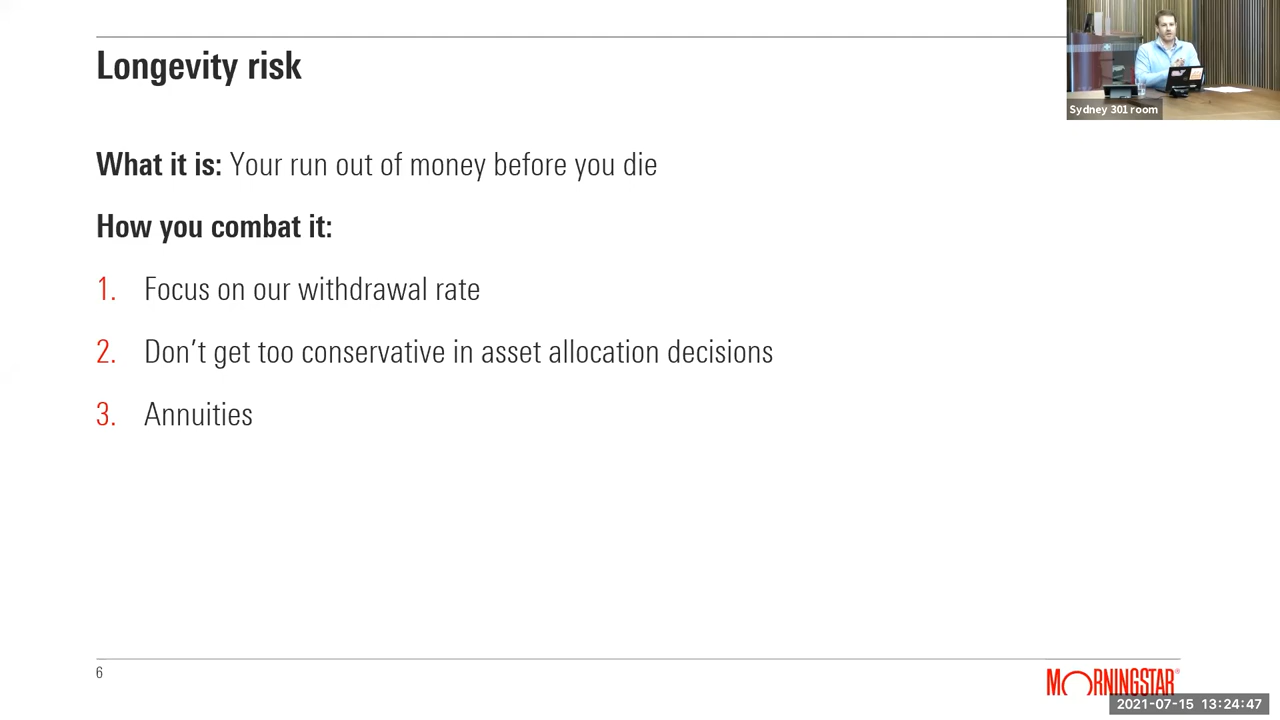 Longevity risk
Sydney 301 room
What it is: Your run out of money before you die
How you combat it:
1. Focus on our withdrawal rate
2. Don't get too conservative in asset allocation decisions
3. Annuities
6
MORNINGSTAR®
2021-07-15 13:24:47